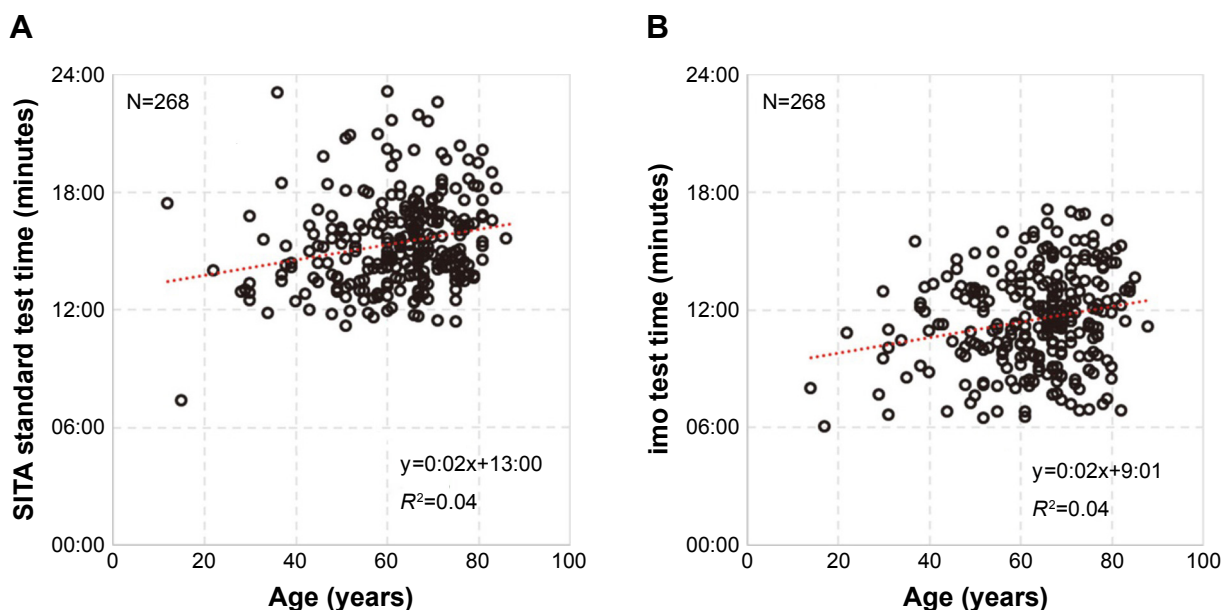 A
SITA standard test time (minutes)
24:00
18:00
12:00
06:00
00:00
N=268
y=0:02x+13:00
R²=0.04
0 20 40 60 80 100
Age (years)
B
imo test time (minutes)
24:00
18:00
12:00
06:00
00:00
N=268
y=0:02x+9:01
R²=0.04
0 20 40 60 80 100
Age (years)